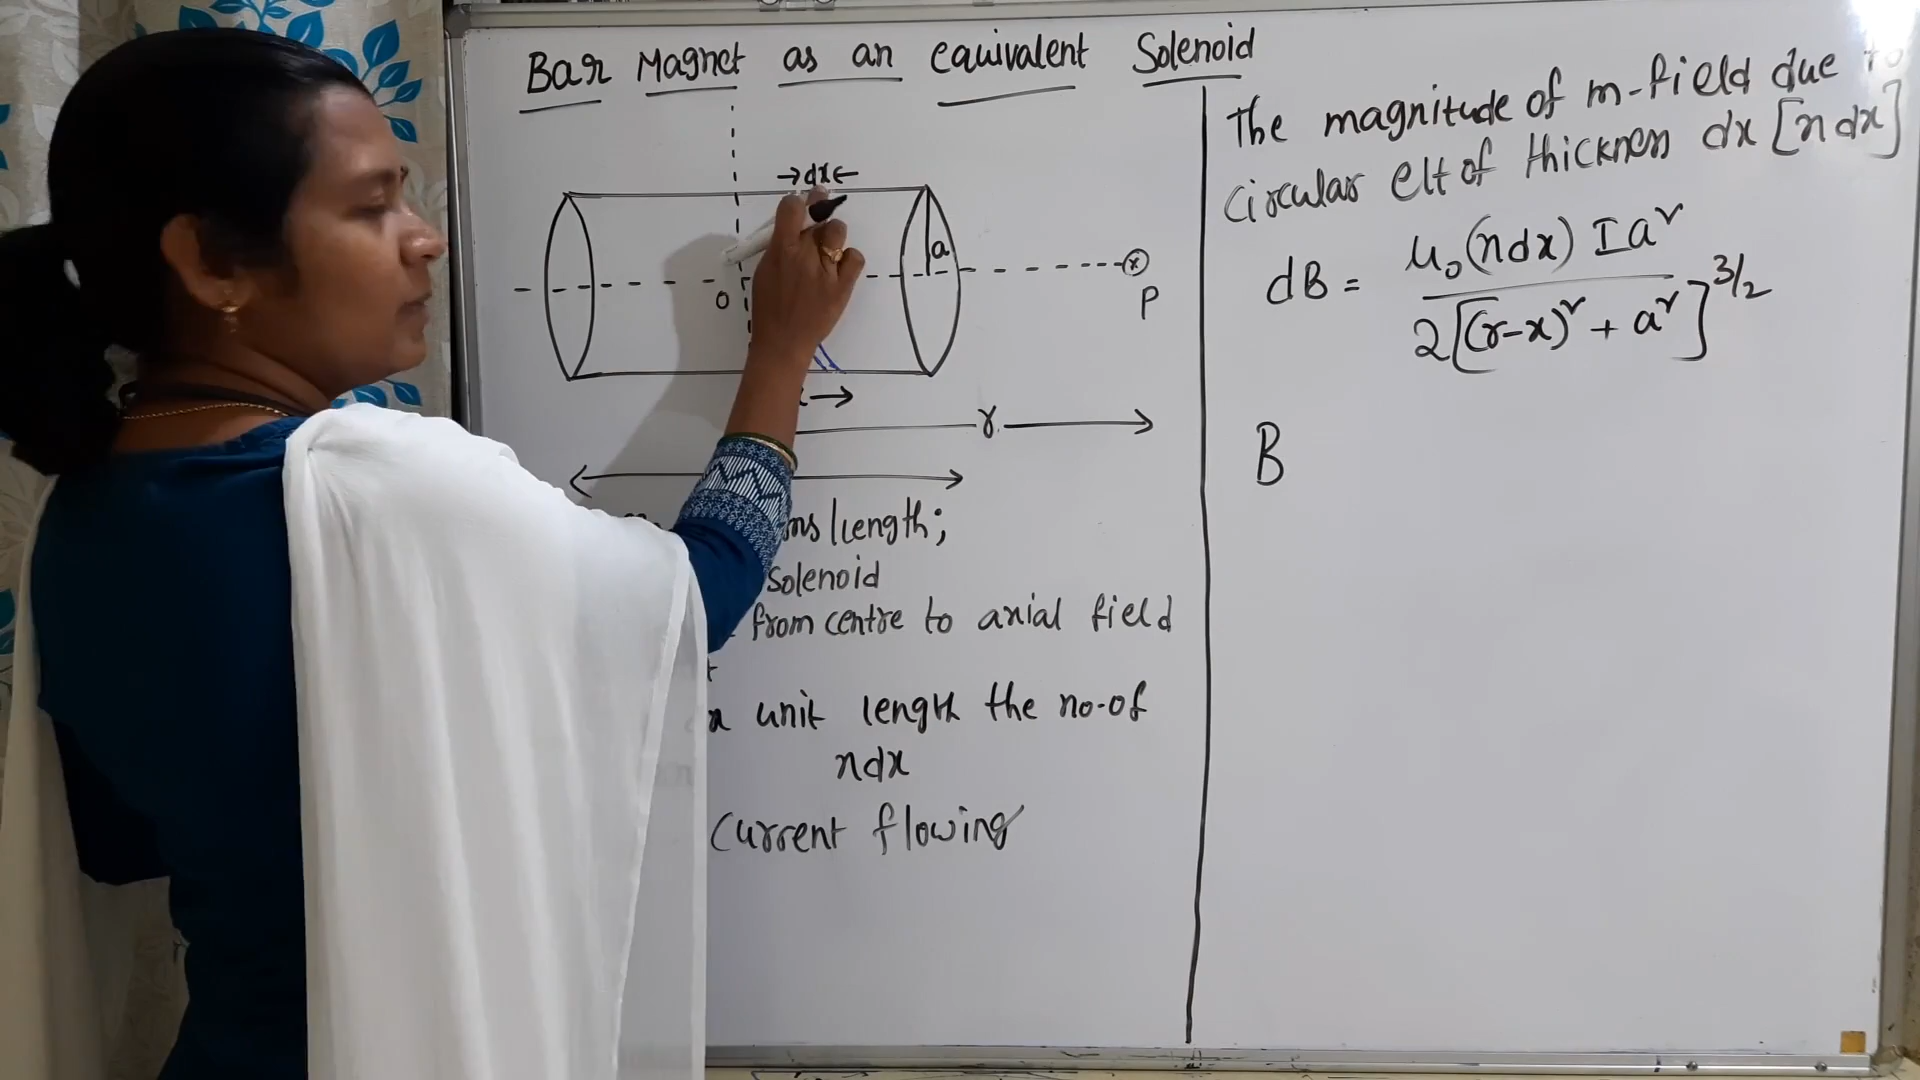 Bar Magnet as an equivalent Solenoid
→dx←
a
O
P
r
length;
solenoid
from centre to axial field
unit length the no-of
ndx
Current flowing
The magnitude of m-field due to
circular elt of thickness dx [ndx]
dB = μ₀(ndx) Ia² / 2[(r-x)² + a²]^3/2
B